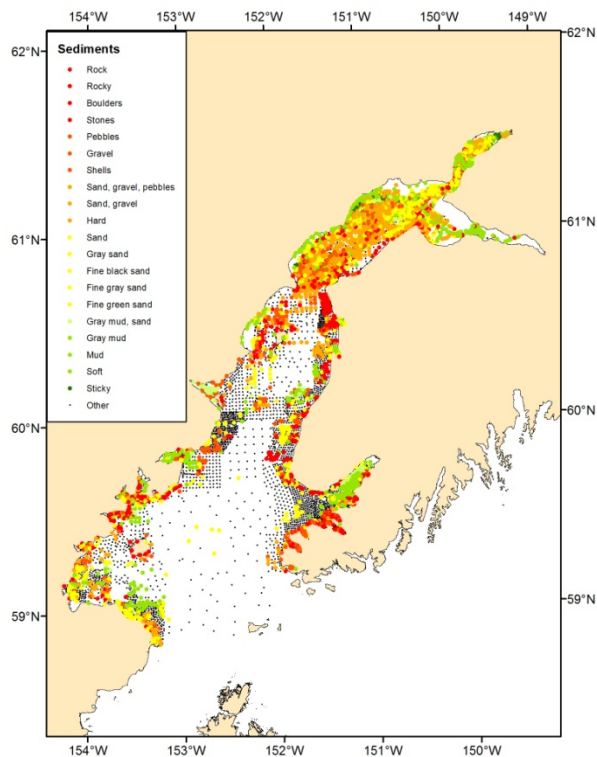 154°W 153°W 152°W 151°W 150°W 149°W
62°N
62°N
Sediments
Rock
Rocky
Boulders
Stones
Pebbles
Gravel
Shells
Sand, gravel, pebbles
Sand, gravel
Hard
Sand
Gray sand
Fine black sand
Fine gray sand
Fine green sand
Gray mud, sand
Gray mud
Mud
Soft
Sticky
Other
61°N
61°N
60°N
60°N
59°N
59°N
154°W 153°W 152°W 151°W 150°W